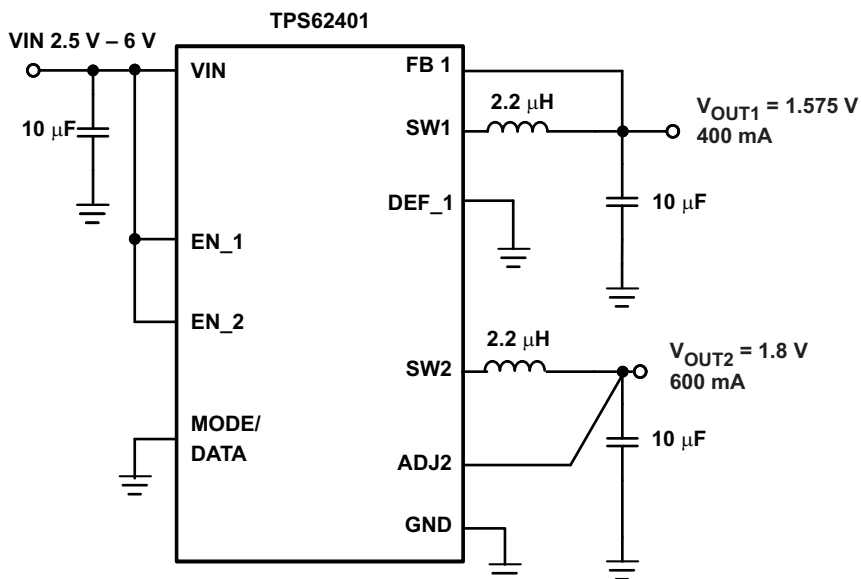 TPS62401
VIN 2.5 V – 6 V
VIN
FB 1
10 μF
2.2 μH
SW1
V_OUT1 = 1.575 V
400 mA
DEF_1
10 μF
EN_1
EN_2
2.2 μH
SW2
V_OUT2 = 1.8 V
600 mA
MODE/
DATA
10 μF
ADJ2
GND